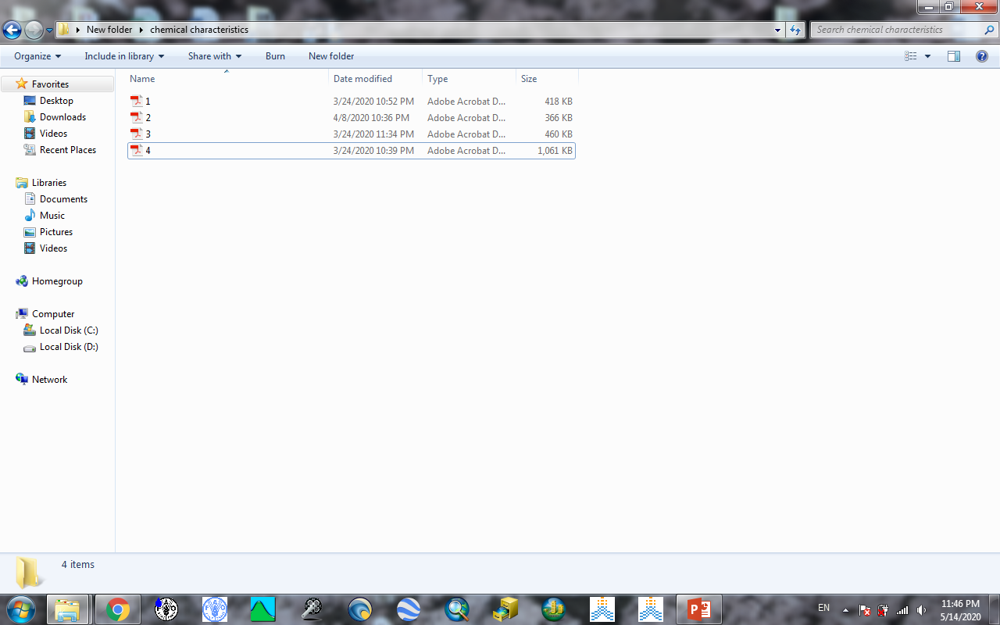 New folder chemical characteristics
Search chemical characteristics
Organize Include in library Share with Burn New folder
Name Date modified Type Size
1 3/24/2020 10:52 PM Adobe Acrobat D... 418 KB
2 4/8/2020 10:36 PM Adobe Acrobat D... 366 KB
3 3/24/2020 11:34 PM Adobe Acrobat D... 460 KB
4 3/24/2020 10:39 PM Adobe Acrobat D... 1,061 KB
Favorites
Desktop
Downloads
Videos
Recent Places
Libraries
Documents
Music
Pictures
Videos
Homegroup
Computer
Local Disk (C:)
Local Disk (D:)
Network
4 items
EN
11:46 PM
5/14/2020